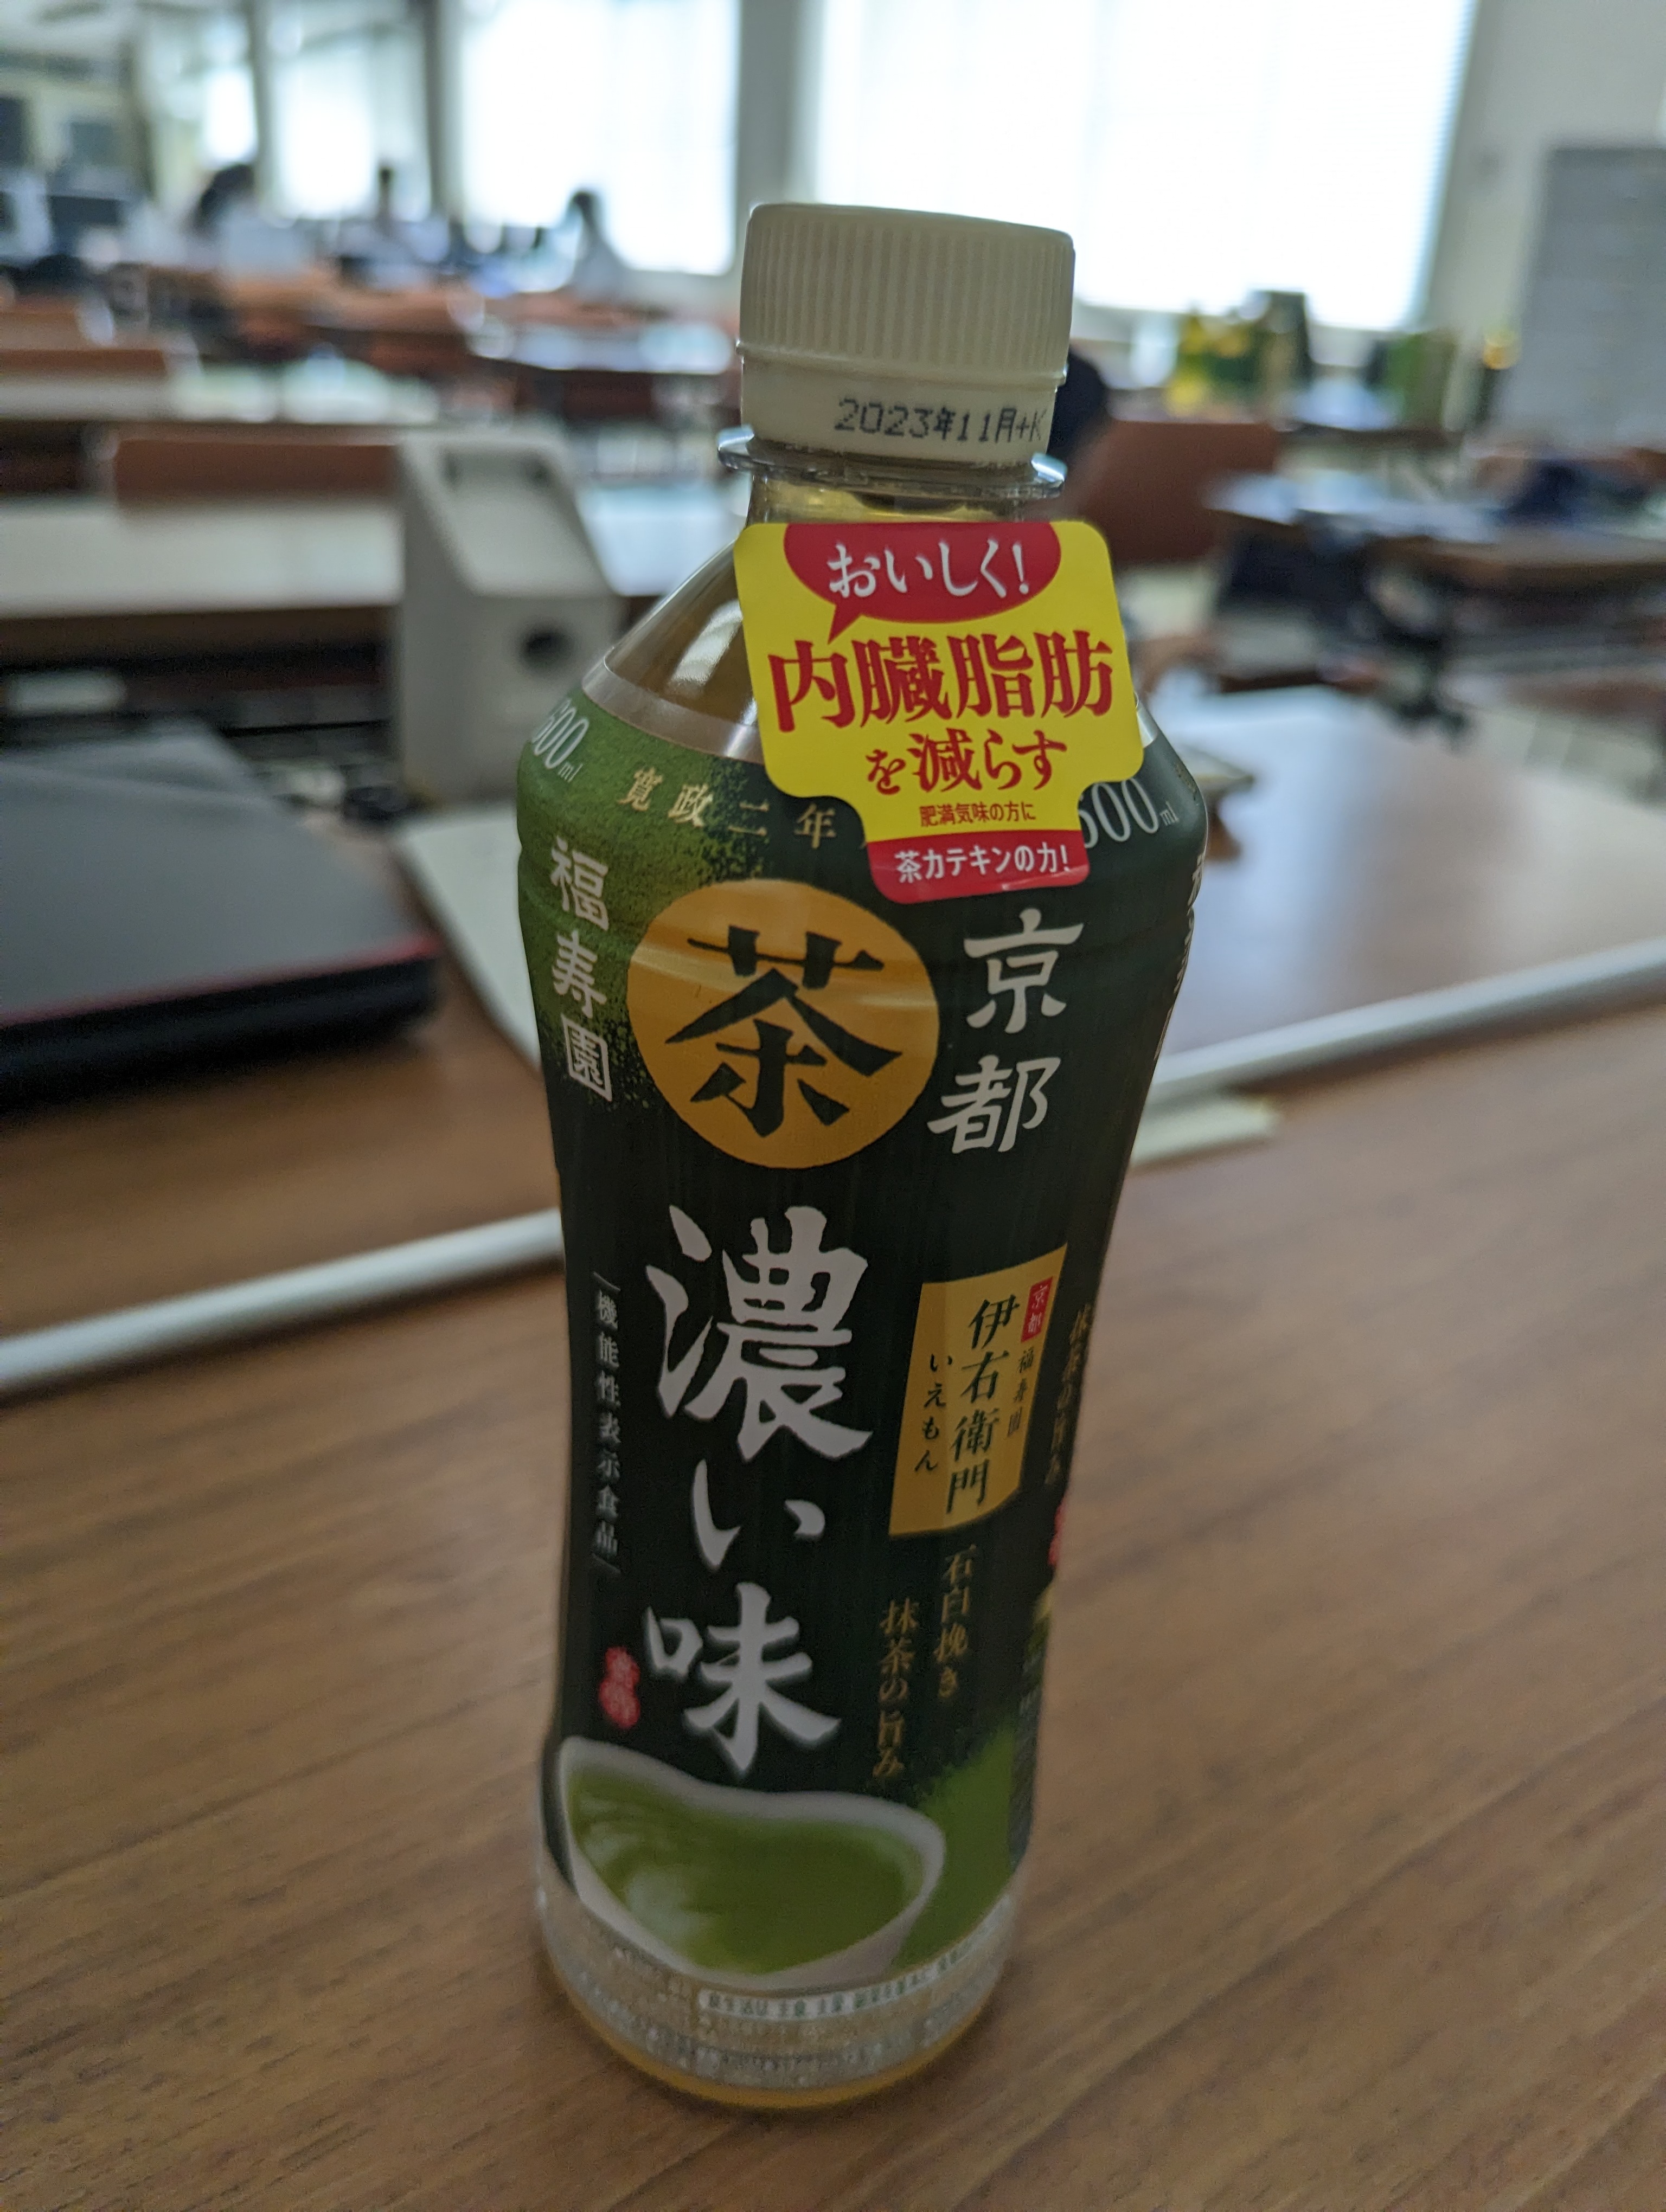 2023年11月+K
おいしく!
内臓脂肪
を減らす
肥満気味の方に
茶カテキンの力!
600ml
寛政二年
600ml
京都
茶
福寿園
濃い味
機能性表示食品
京都
福寿園
伊右衛門
いえもん
石臼挽き
抹茶の旨み